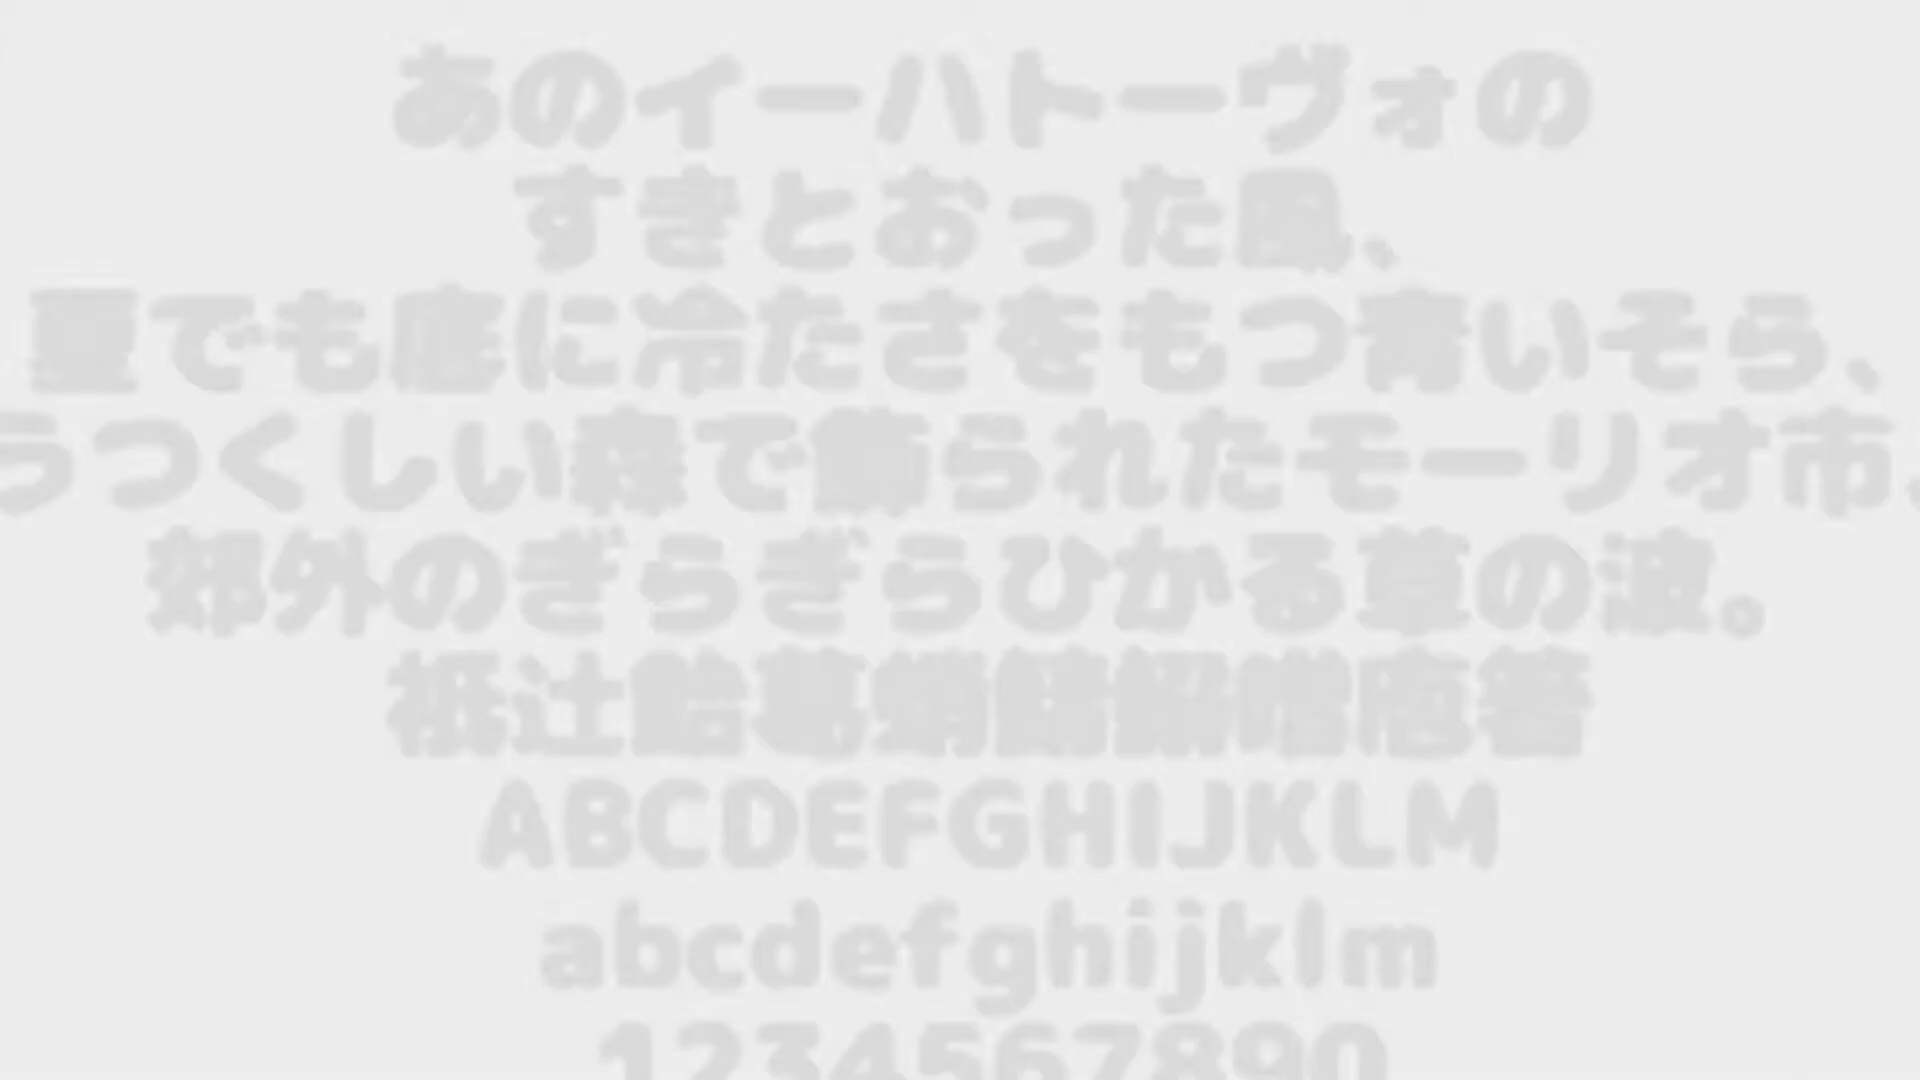 あのイーハトーヴォの
すきとおった風、
夏でも底に冷たさをもつ青いそら、
うつくしい森で飾られたモーリオ市、
郊外のぎらぎらひかる草の波。
祇辻飴葛蛸鯖鰯噌庖箸
ABCDEFGHIJKLM
abcdefghijklm
1234567890